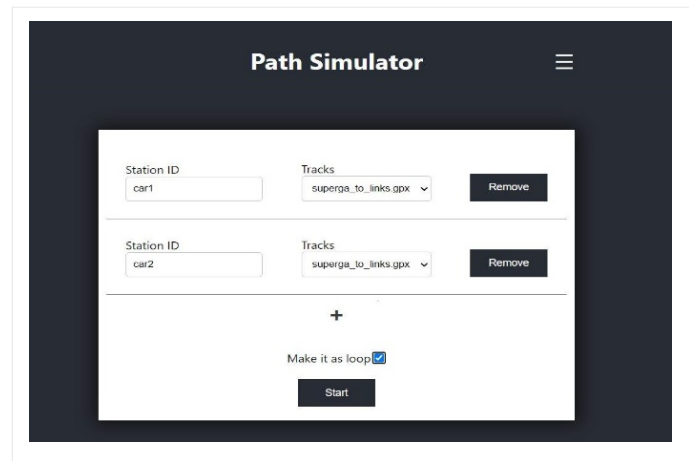 Path Simulator
Station ID Tracks
car1 superga_to_links.gpx Remove
Station ID Tracks
car2 superga_to_links.gpx Remove
+
Make it as loop
Start